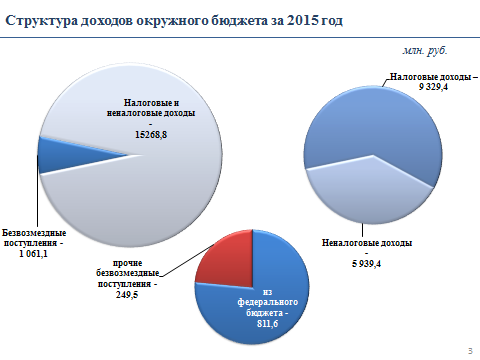 Структура доходов окружного бюджета за 2015 год
млн. руб.
Налоговые и
неналоговые доходы
-
15268,8
Безвозмездные
поступления -
1 061,1
Налоговые доходы –
9 329,4
Неналоговые доходы
-
5 939,4
прочие
безвозмездные
поступления -
249,5
из
федерального
бюджета -
811,6
3